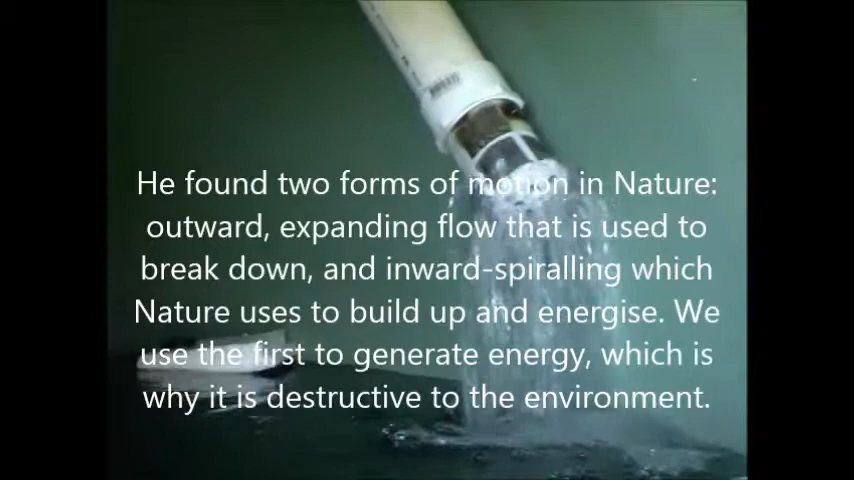 He found two forms of motion in Nature:
outward, expanding flow that is used to
break down, and inward-spiralling which
Nature uses to build up and energise. We
use the first to generate energy, which is
why it is destructive to the environment.